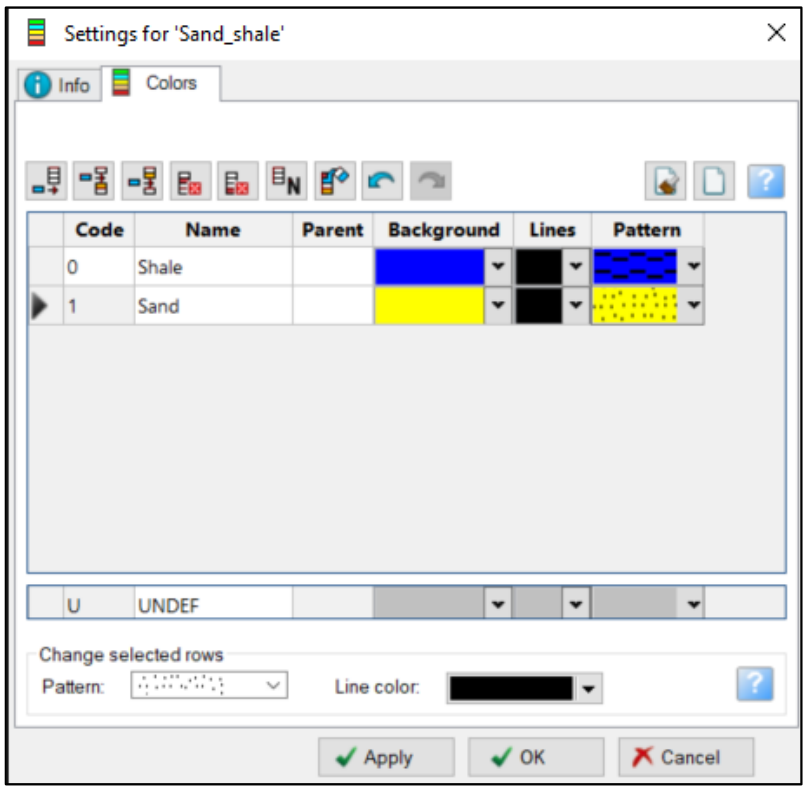 Settings for 'Sand_shale'
i Info Colors
N ?
Code Name Parent Background Lines Pattern
0 Shale
1 Sand
U UNDEF
Change selected rows
Pattern: Line color: ?
Apply OK Cancel